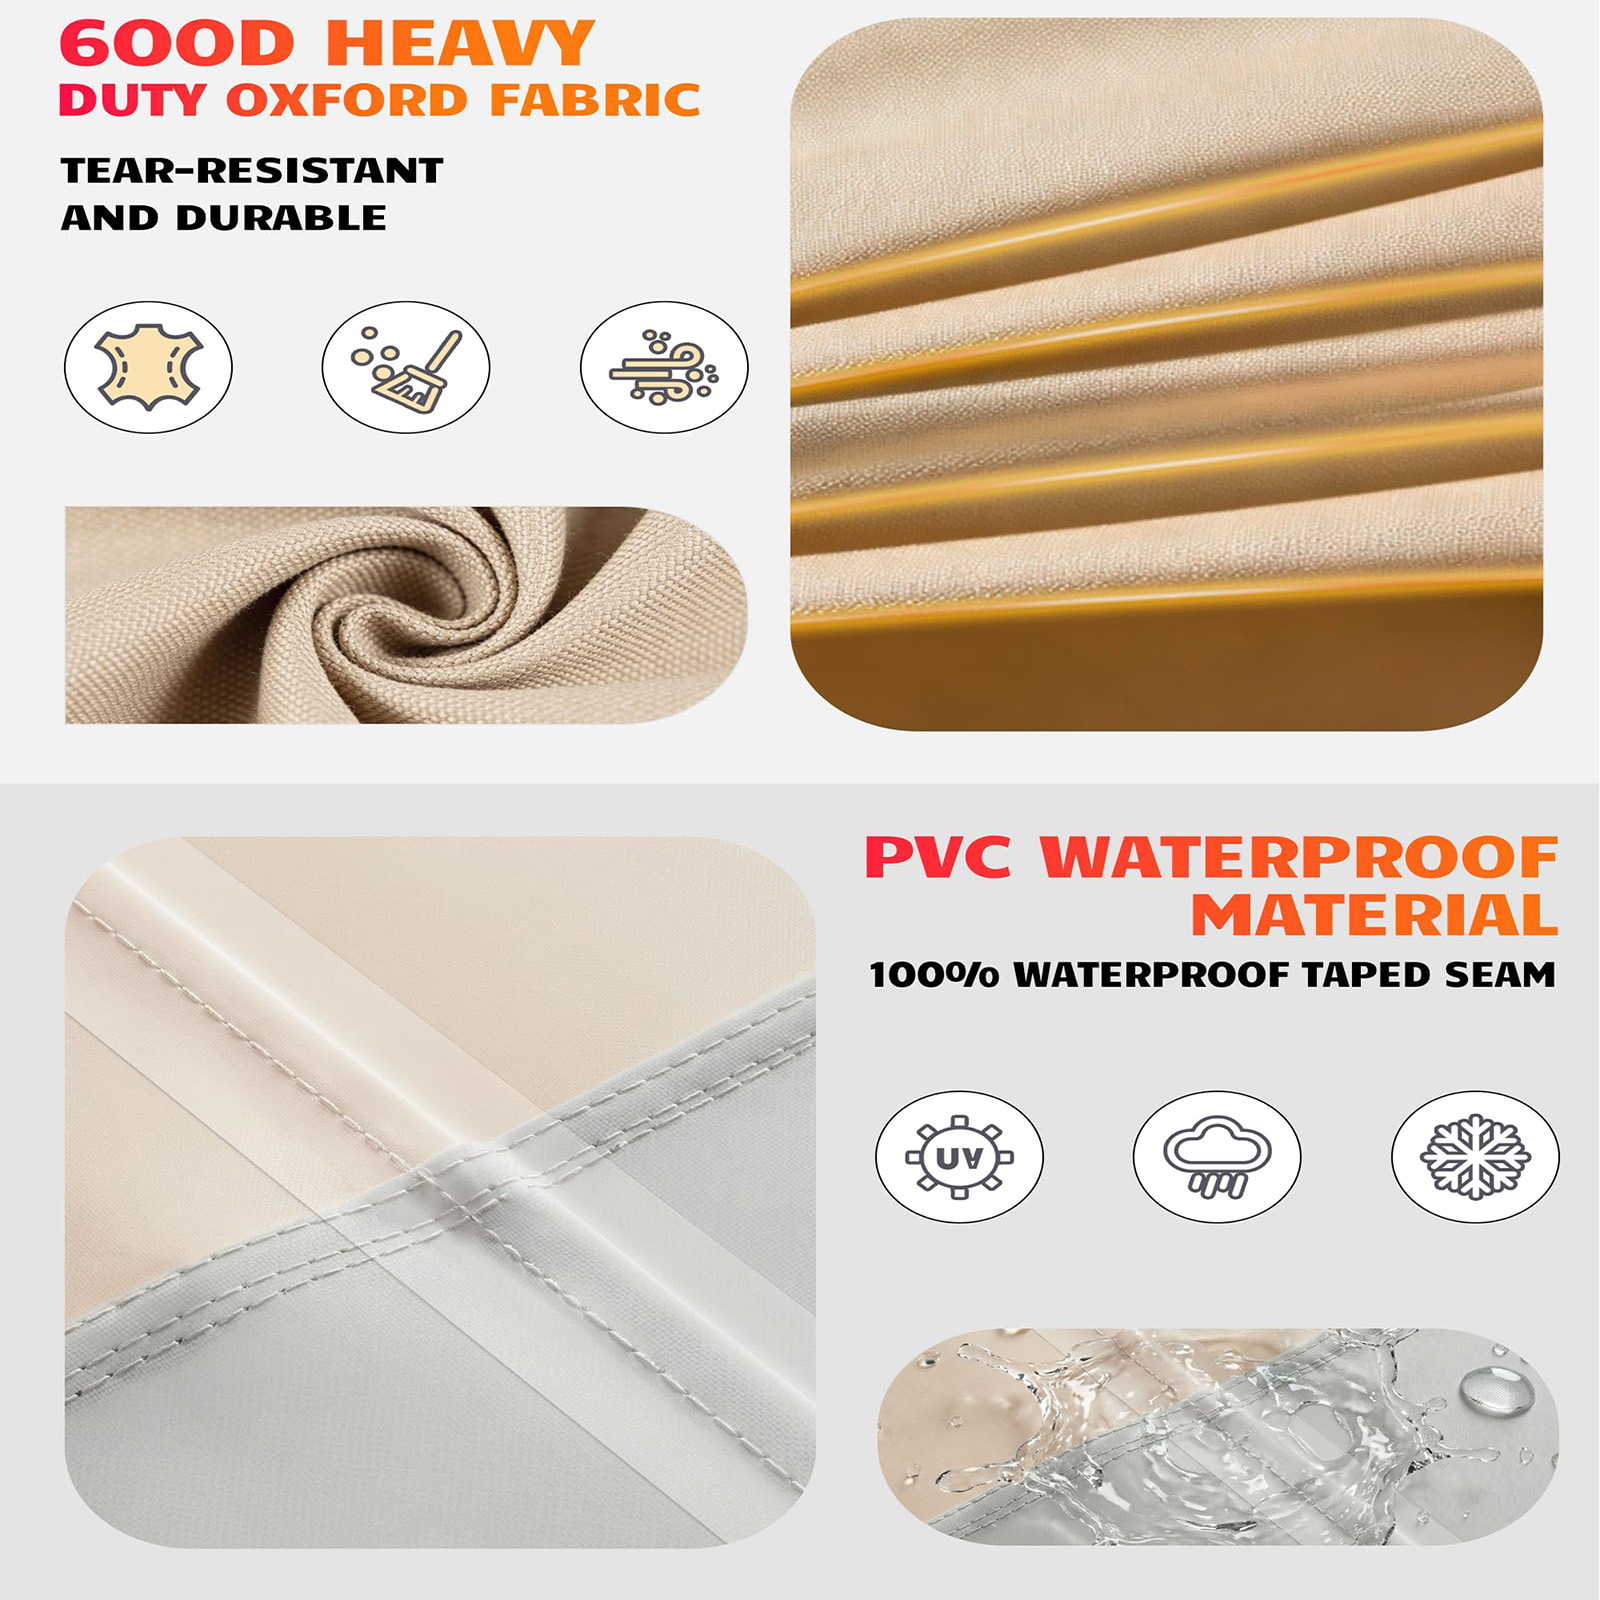 600D HEAVY
DUTY OXFORD FABRIC
TEAR-RESISTANT
AND DURABLE
PVC WATERPROOF
MATERIAL
100% WATERPROOF TAPED SEAM
UV